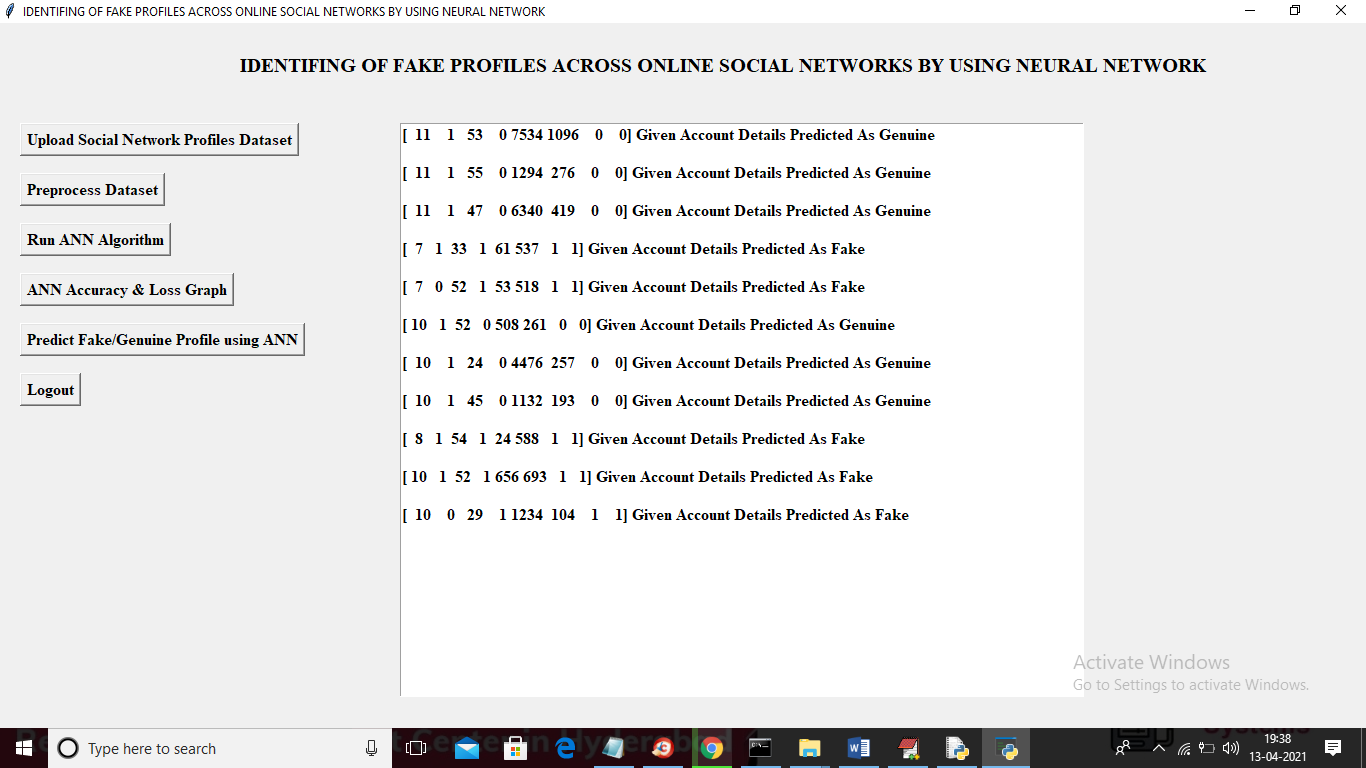 IDENTIFING OF FAKE PROFILES ACROSS ONLINE SOCIAL NETWORKS BY USING NEURAL NETWORK
IDENTIFING OF FAKE PROFILES ACROSS ONLINE SOCIAL NETWORKS BY USING NEURAL NETWORK
Upload Social Network Profiles Dataset
Preprocess Dataset
Run ANN Algorithm
ANN Accuracy & Loss Graph
Predict Fake/Genuine Profile using ANN
Logout
[ 11 1 53 0 7534 1096 0 0] Given Account Details Predicted As Genuine
[ 11 1 55 0 1294 276 0 0] Given Account Details Predicted As Genuine
[ 11 1 47 0 6340 419 0 0] Given Account Details Predicted As Genuine
[ 7 1 33 1 61 537 1 1] Given Account Details Predicted As Fake
[ 7 0 52 1 53 518 1 1] Given Account Details Predicted As Fake
[ 10 1 52 0 508 261 0 0] Given Account Details Predicted As Genuine
[ 10 1 24 0 4476 257 0 0] Given Account Details Predicted As Genuine
[ 10 1 45 0 1132 193 0 0] Given Account Details Predicted As Genuine
[ 8 1 54 1 24 588 1 1] Given Account Details Predicted As Fake
[ 10 1 52 1 656 693 1 1] Given Account Details Predicted As Fake
[ 10 0 29 1 1234 104 1 1] Given Account Details Predicted As Fake
Activate Windows
Go to Settings to activate Windows.
Type here to search
19:38
13-04-2021